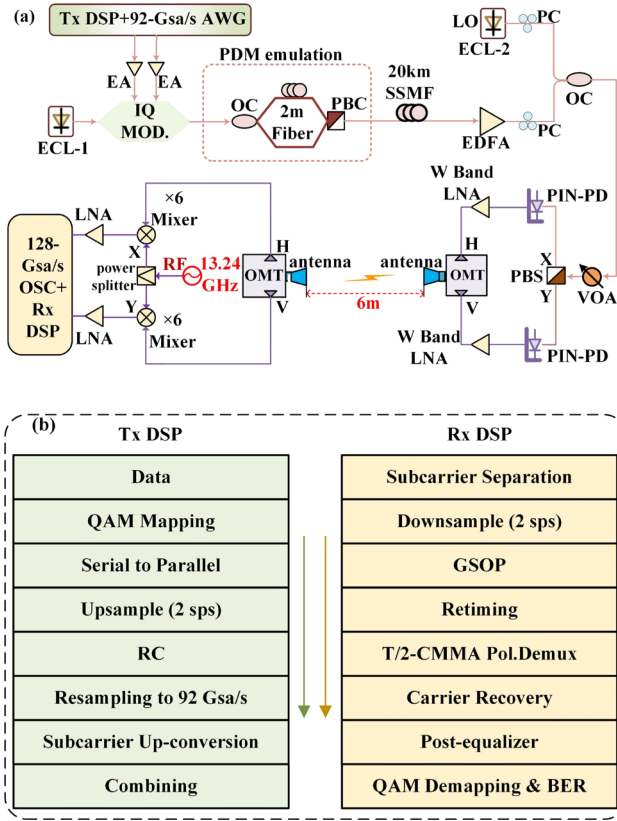 (a)
Tx DSP+92-Gsa/s AWG
EA
EA
ECL-1
IQ
MOD.
PDM emulation
OC
2m
Fiber
PBC
20km
SSMF
EDFA
LO
ECL-2
PC
PC
OC
VOA
PBS
X
Y
PIN-PD
PIN-PD
W Band
LNA
W Band
LNA
H
OMT
V
antenna
6m
antenna
H
OMT
V
13.24
GHz
RF
power
splitter
X
Y
×6
Mixer
×6
Mixer
LNA
LNA
128-
Gsa/s
OSC+
Rx
DSP
(b)
Tx DSP
Data
QAM Mapping
Serial to Parallel
Upsample (2 sps)
RC
Resampling to 92 Gsa/s
Subcarrier Up-conversion
Combining
Rx DSP
Subcarrier Separation
Downsample (2 sps)
GSOP
Retiming
T/2-CMMA Pol.Demux
Carrier Recovery
Post-equalizer
QAM Demapping & BER